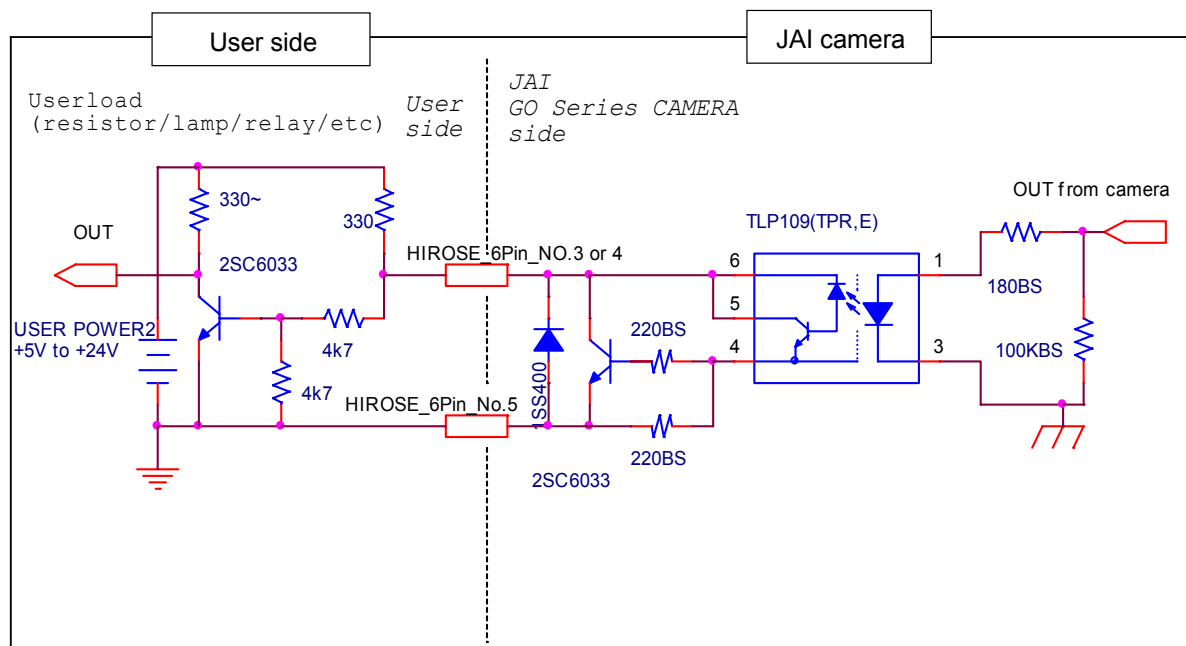 User side
JAI camera
Userload
(resistor/lamp/relay/etc)
User
side
JAI
GO Series CAMERA
side
330~
330
OUT
2SC6033
USER POWER2
+5V to +24V
4k7
4k7
HIROSE_6Pin_NO.3 or 4
HIROSE_6Pin_No.5
1SS400
220BS
220BS
2SC6033
TLP109(TPR,E)
6
5
4
1
3
OUT from camera
180BS
100KBS